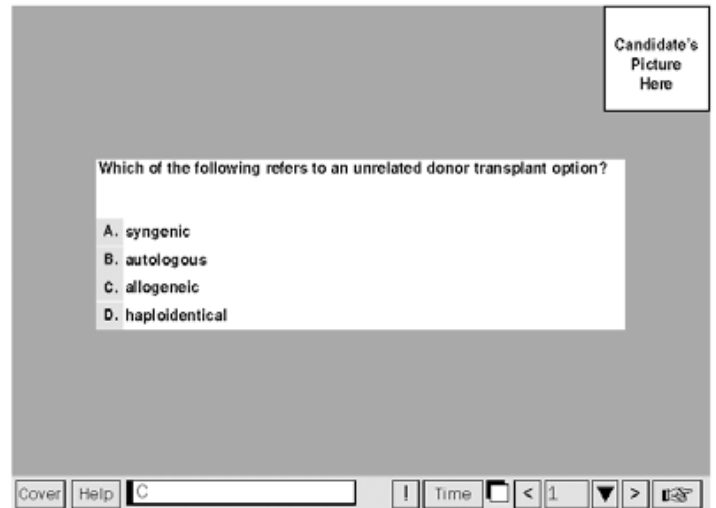 Candidate's
Picture
Here
Which of the following refers to an unrelated donor transplant option?
A. syngenic
B. autologous
C. allogeneic
D. haploidentical
Cover Help C ! Time < 1 ▼ >